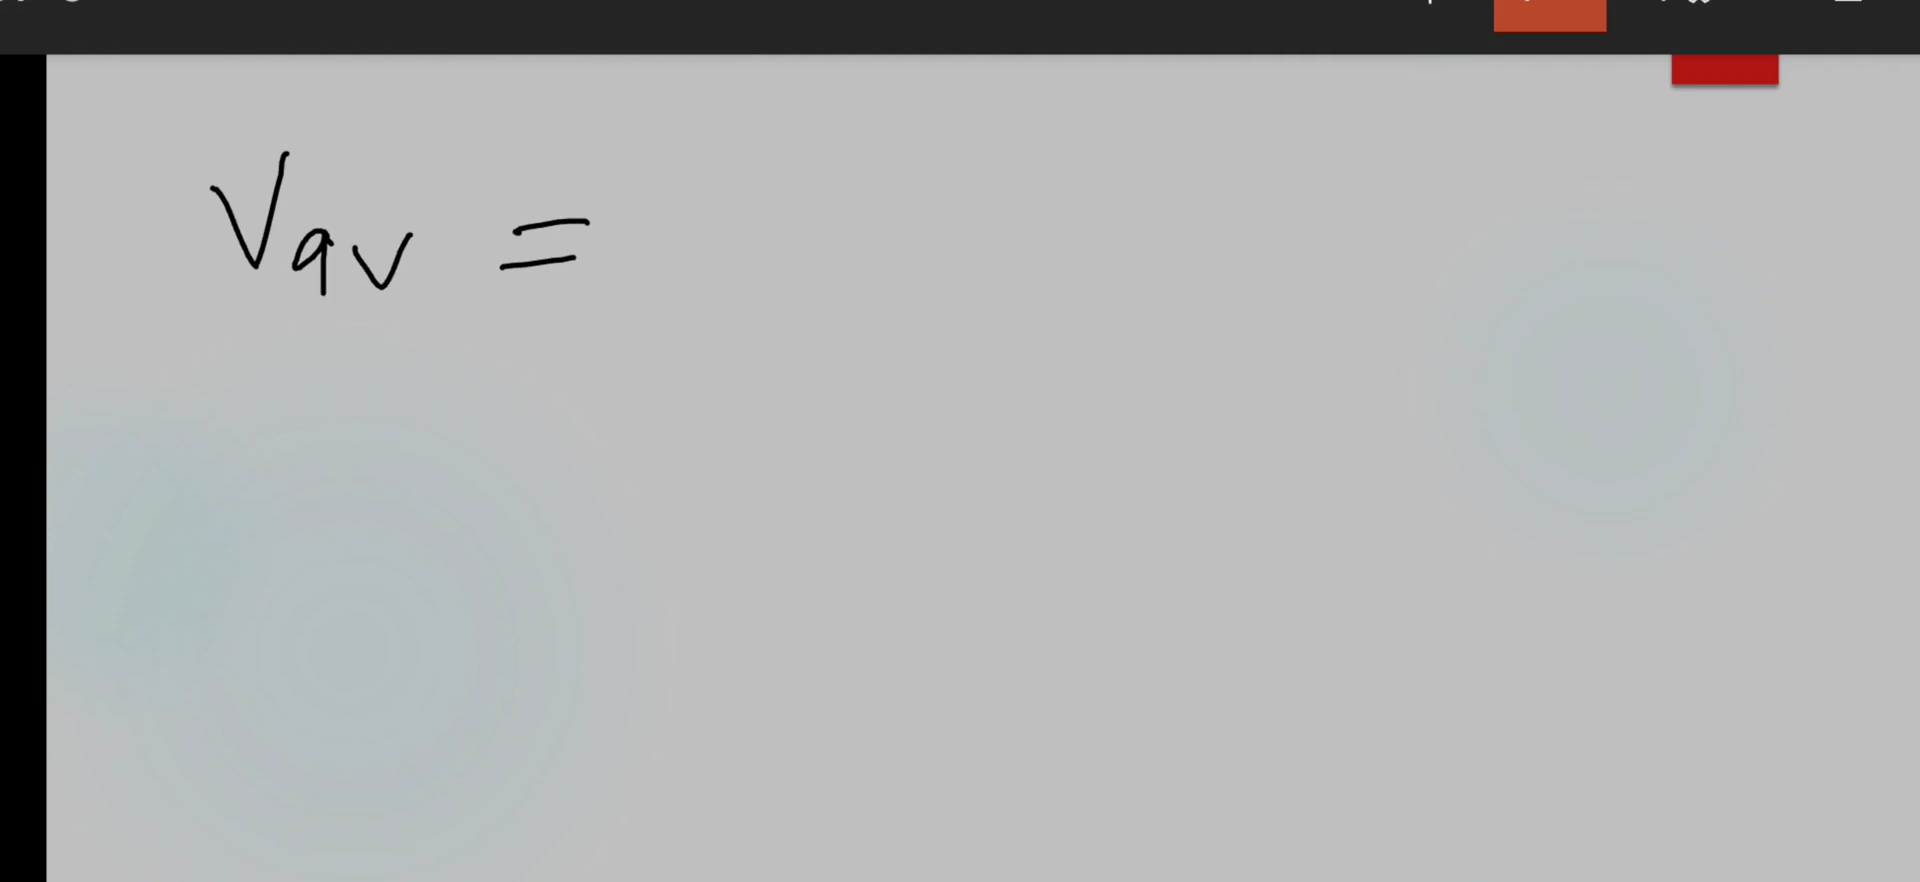 Vav =